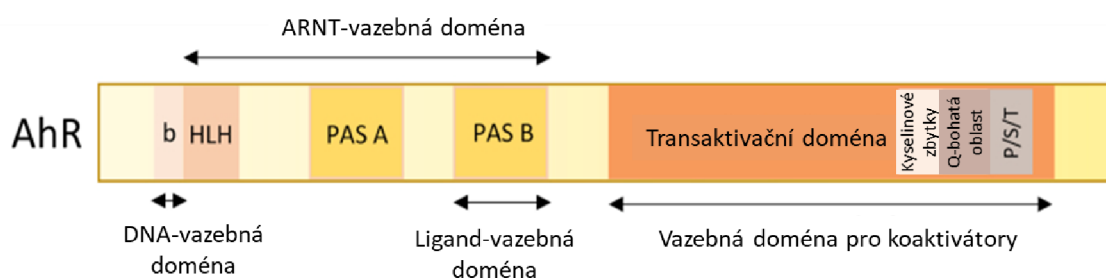 ARNT-vazebná doména
AhR
b
HLH
PAS A
PAS B
Transaktivační doména
Kyselinové
zbytky
Q-bohatá
oblast
P/S/T
DNA-vazebná
doména
Ligand-vazebná
doména
Vazebná doména pro koaktivátory